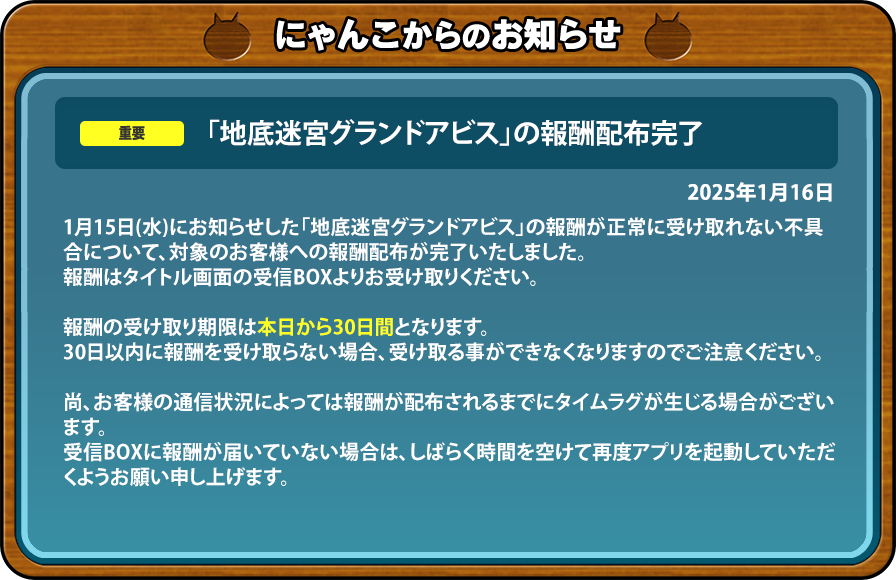 にゃんこからのお知らせ
重要
「地底迷宮グランドアビス」の報酬配布完了
2025年1月16日
1月15日(水)にお知らせした「地底迷宮グランドアビス」の報酬が正常に受け取れない不具
合について、対象のお客様への報酬配布が完了いたしました。
報酬はタイトル画面の受信BOXよりお受け取りください。
報酬の受け取り期限は本日から30日間となります。
30日以内に報酬を受け取らない場合、受け取る事ができなくなりますのでご注意ください。
尚、お客様の通信状況によっては報酬が配布されるまでにタイムラグが生じる場合がござい
ます。
受信BOXに報酬が届いていない場合は、しばらく時間を空けて再度アプリを起動していただ
くようお願い申し上げます。